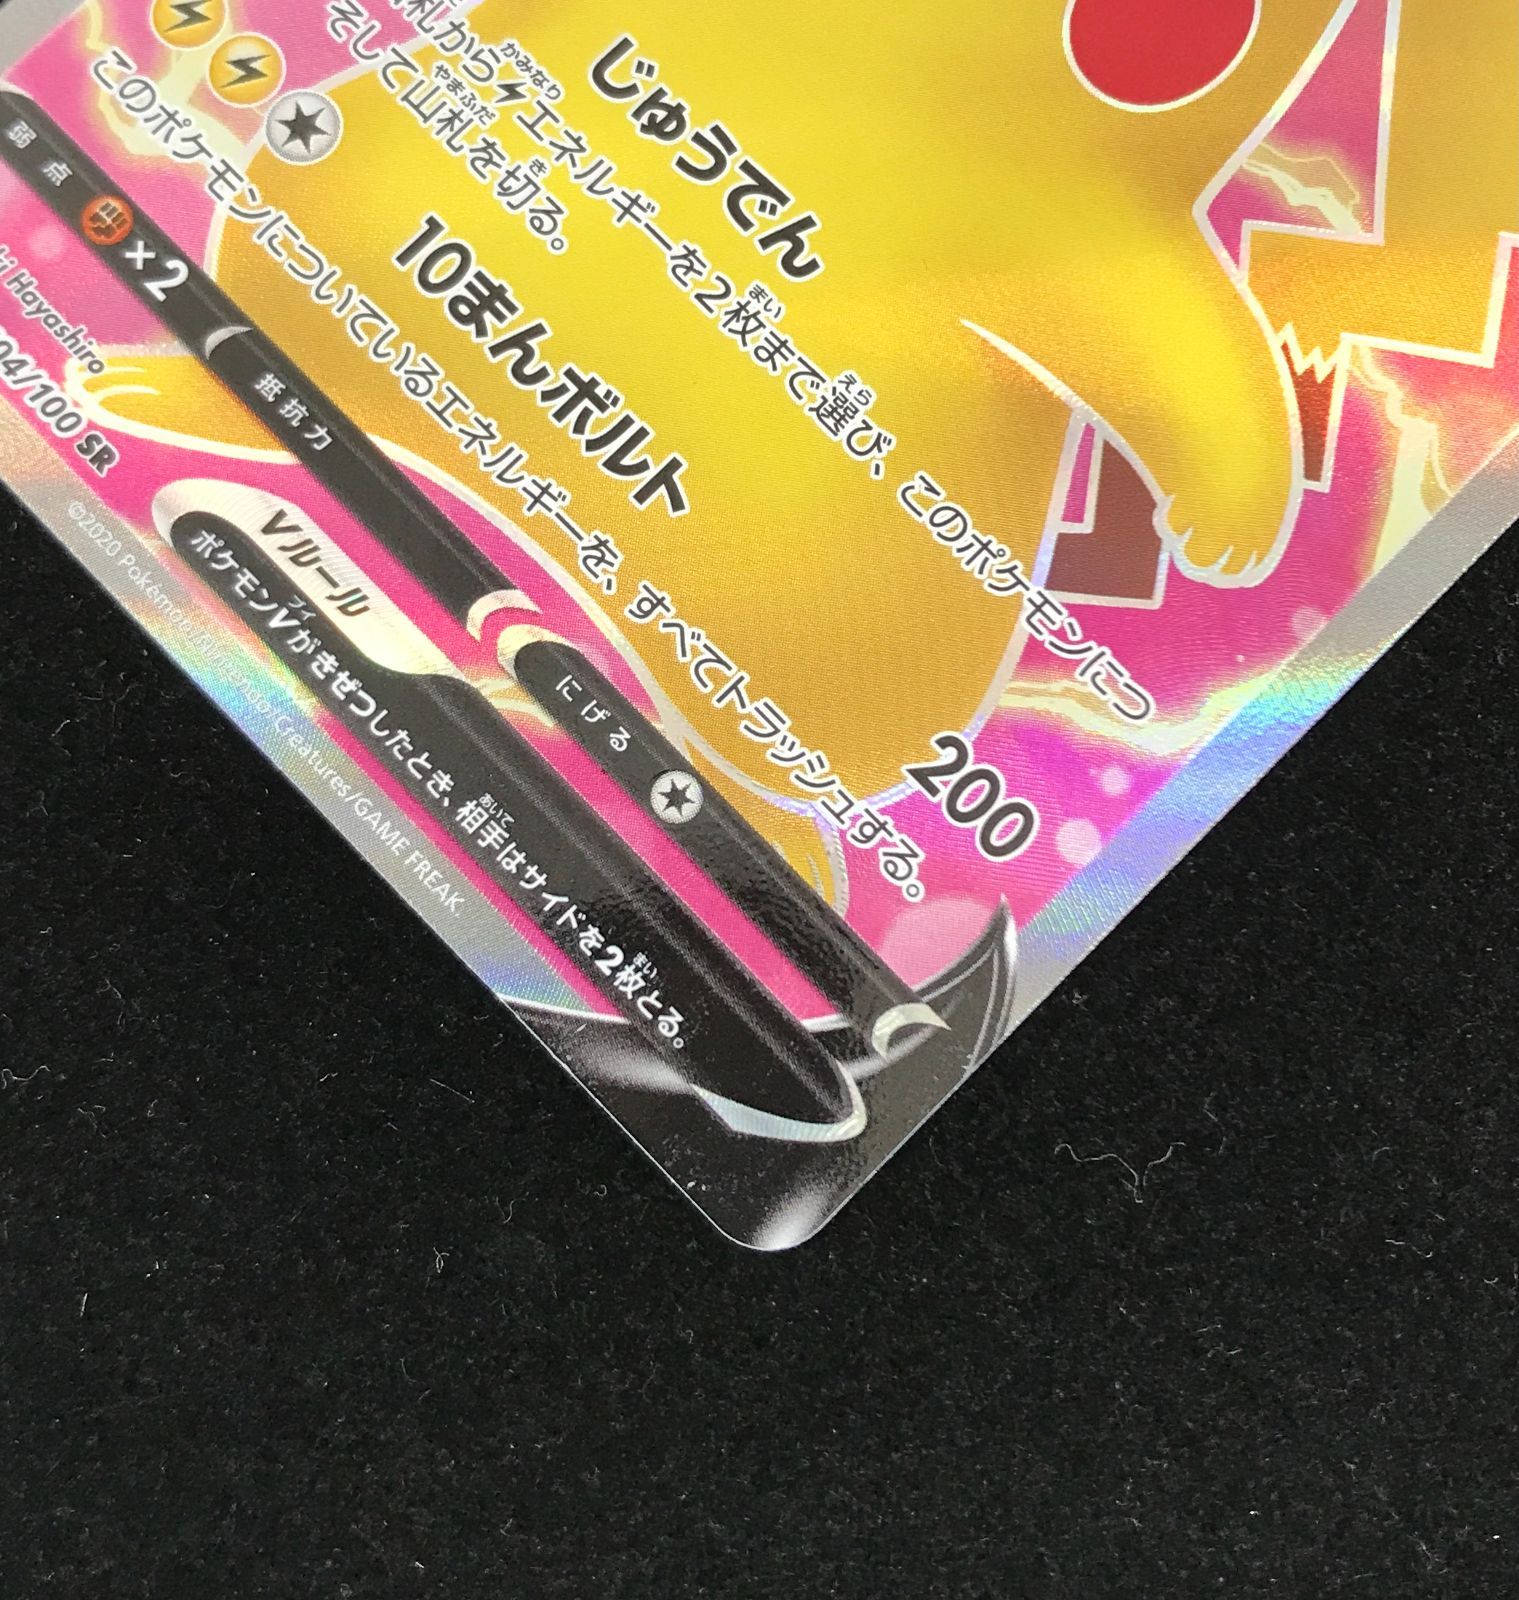 じゅうでん
札から エネルギーを2枚まで選び、このポケモンにつ
そして山札を切る。
10まんボルト 200
このポケモンについているエネルギーを、すべてトラッシュする。
弱点 ×2 抵抗力 にげる
Hayashiro
04/100 SR
Vルール
ポケモンVがきぜつしたとき、相手はサイドを2枚とる。
©2020 Pokémon/Nintendo/Creatures/GAME FREAK.